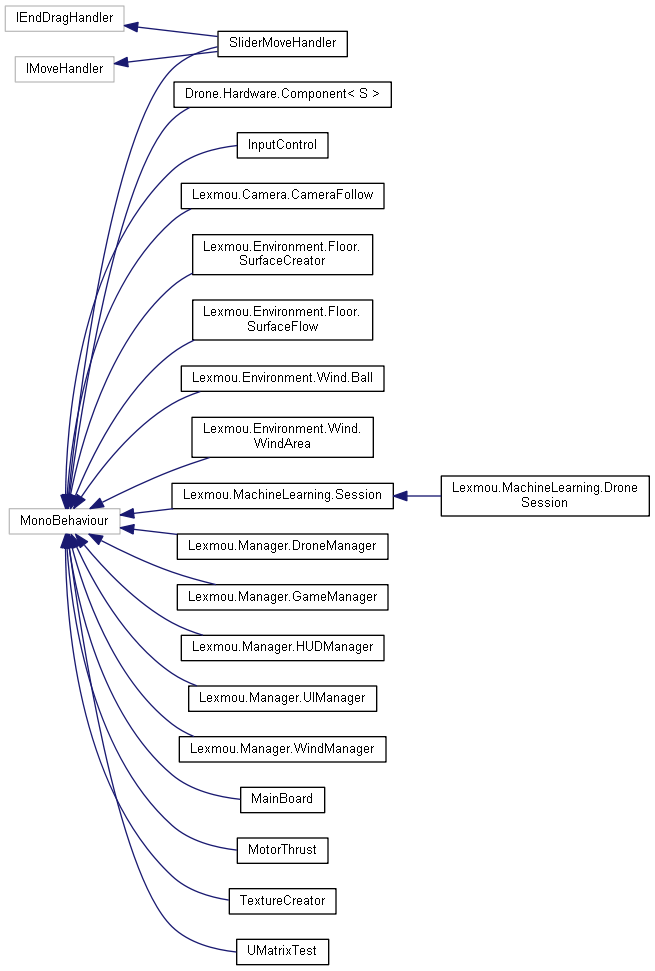 IEndDragHandler
SliderMoveHandler
IMoveHandler
Drone.Hardware.Component< S >
InputControl
Lexmou.Camera.CameraFollow
Lexmou.Environment.Floor.
SurfaceCreator
Lexmou.Environment.Floor.
SurfaceFlow
Lexmou.Environment.Wind.Ball
Lexmou.Environment.Wind.
WindArea
Lexmou.MachineLearning.Session
Lexmou.MachineLearning.Drone
Session
MonoBehaviour
Lexmou.Manager.DroneManager
Lexmou.Manager.GameManager
Lexmou.Manager.HUDManager
Lexmou.Manager.UIManager
Lexmou.Manager.WindManager
MainBoard
MotorThrust
TextureCreator
UMatrixTest